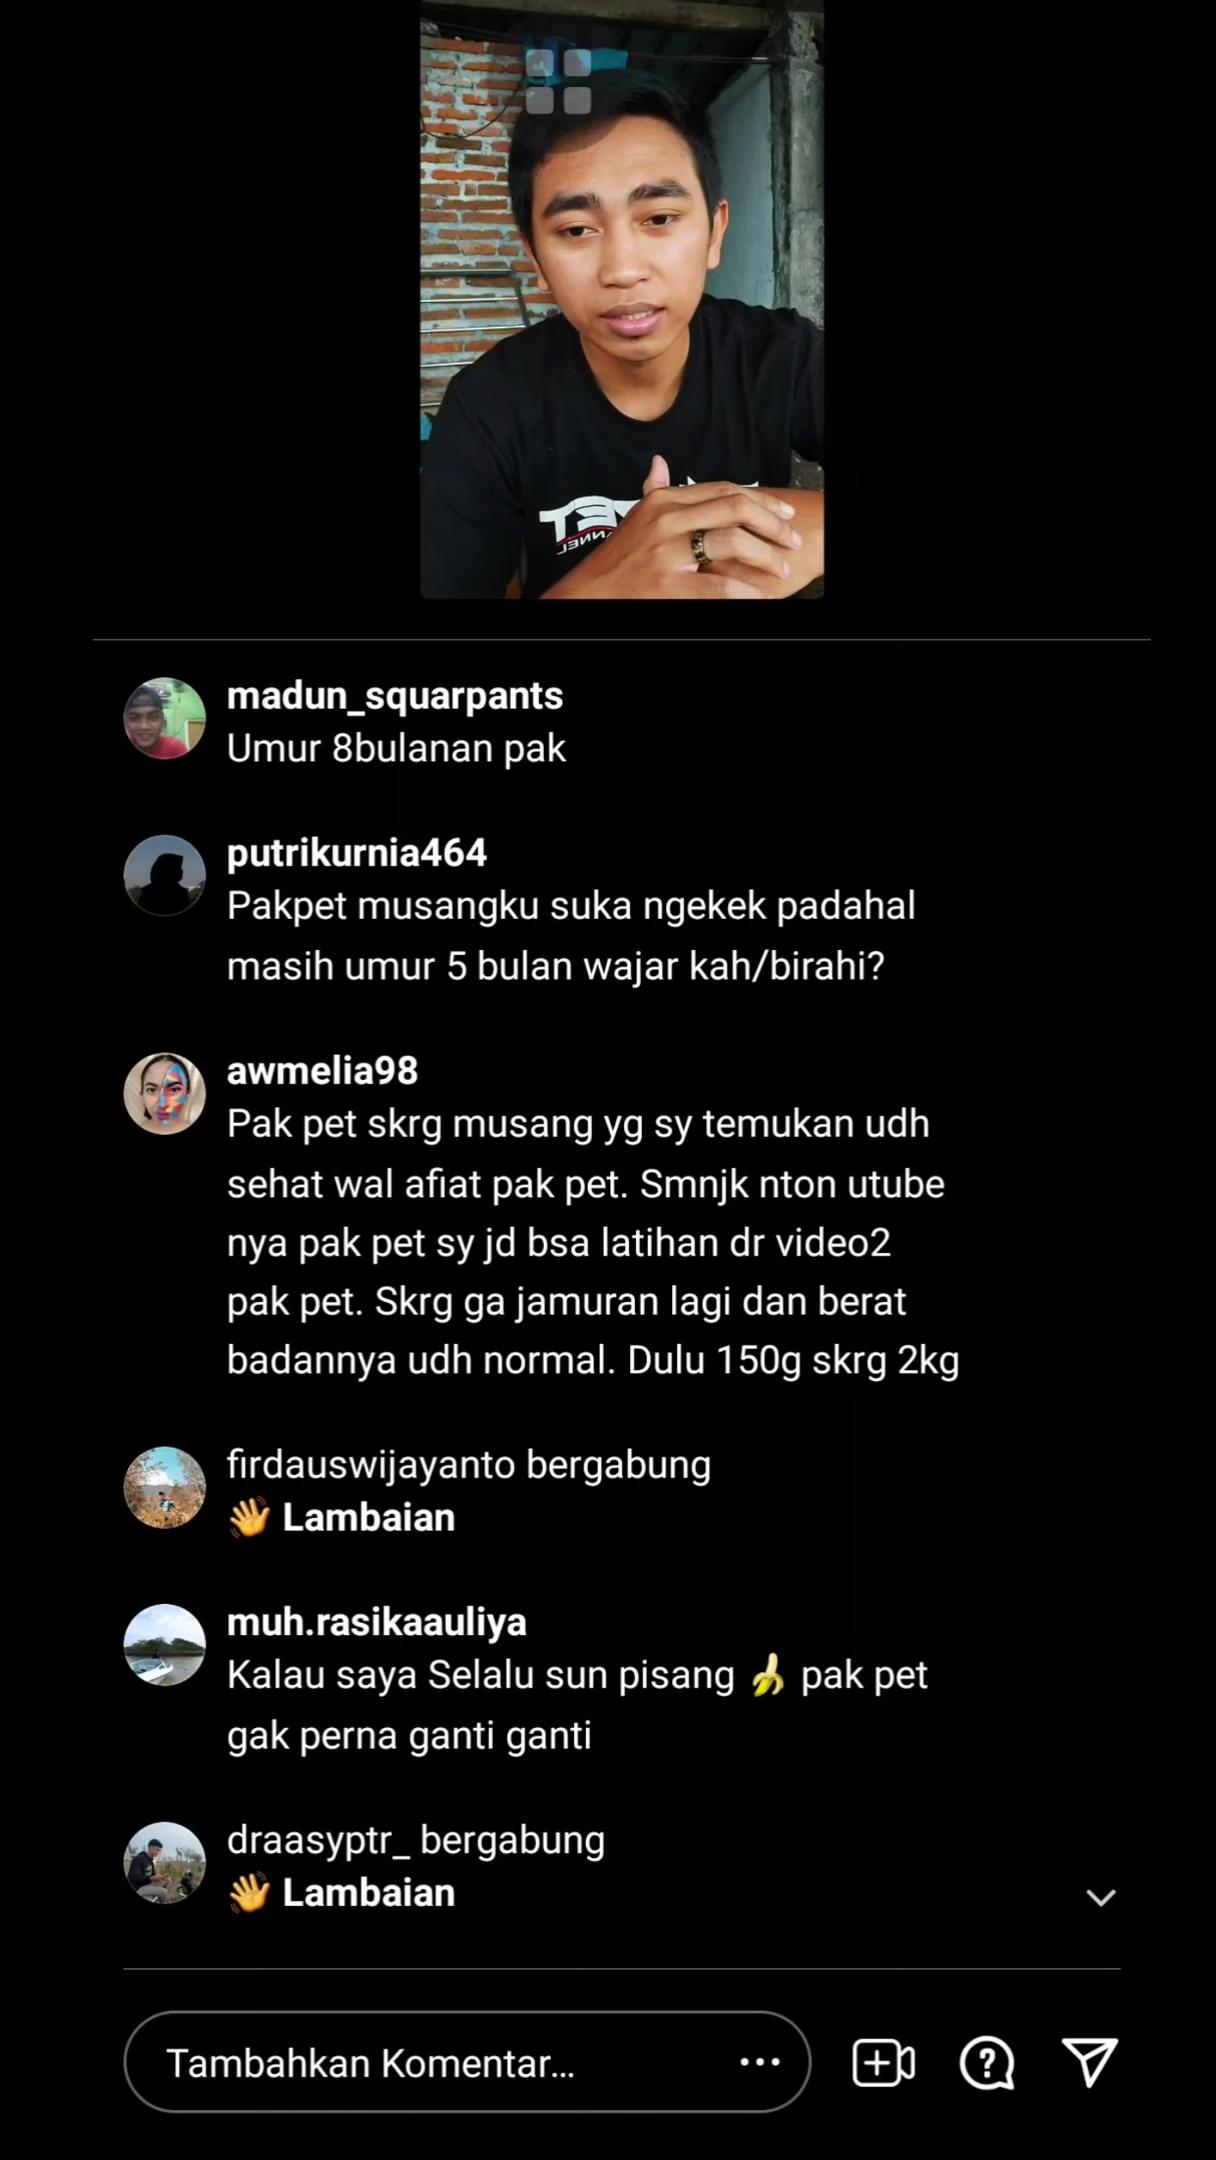 madun_squarpants
Umur 8bulanan pak
putrikurnia464
Pakpet musangku suka ngekek padahal
masih umur 5 bulan wajar kah/birahi?
awmelia98
Pak pet skrg musang yg sy temukan udh
sehat wal afiat pak pet. Smnjk nton utube
nya pak pet sy jd bsa latihan dr video2
pak pet. Skrg ga jamuran lagi dan berat
badannya udh normal. Dulu 150g skrg 2kg
firdauswijayanto bergabung
👋 Lambaian
muh.rasikaauliya
Kalau saya Selalu sun pisang 🍌 pak pet
gak perna ganti ganti
draasyptr_ bergabung
👋 Lambaian
Tambahkan Komentar...